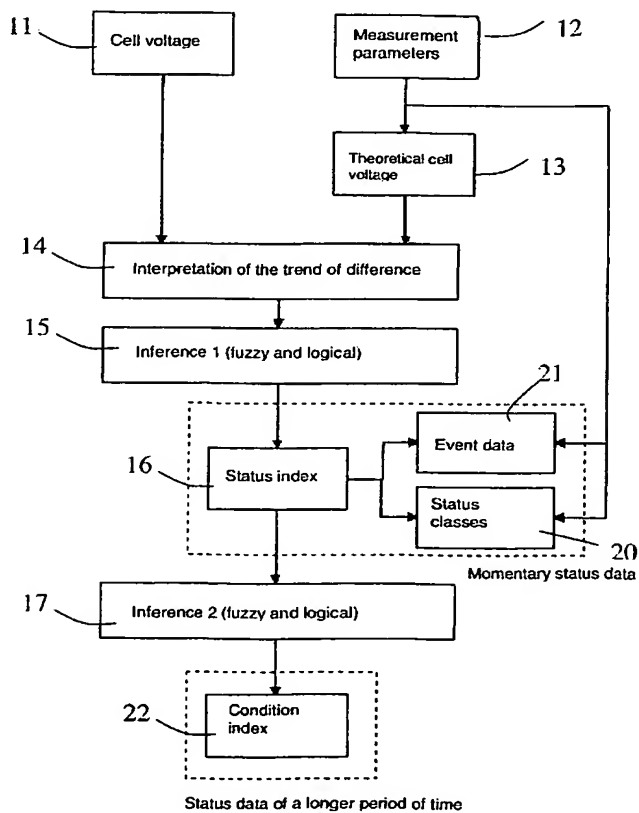 11
Cell voltage
Measurement
parameters
12
Theoretical cell
voltage
13
14
Interpretation of the trend of difference
15
Inference 1 (fuzzy and logical)
21
Event data
16
Status index
Status
classes
20
Momentary status data
17
Inference 2 (fuzzy and logical)
22
Condition
index
Status data of a longer period of time